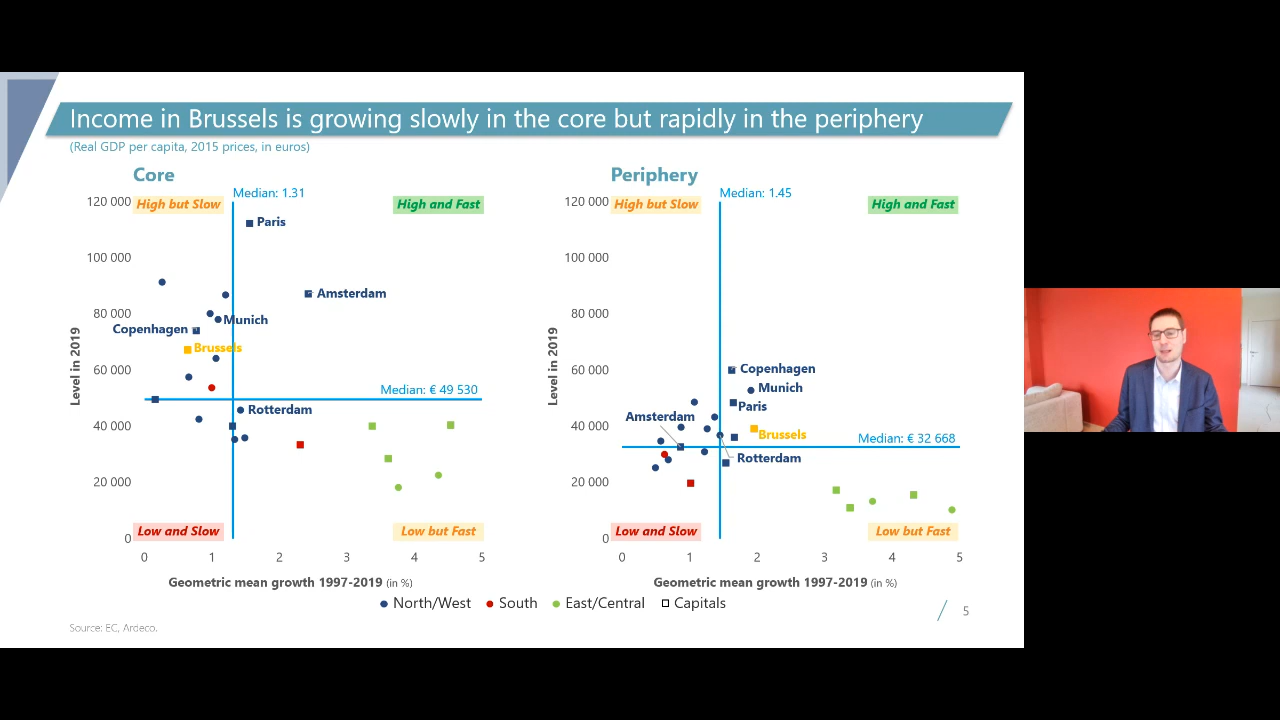 Income in Brussels is growing slowly in the core but rapidly in the periphery
(Real GDP per capita, 2015 prices, in euros)
Core
Median: 1.31
120 000
High but Slow
High and Fast
Paris
100 000
Amsterdam
80 000
Munich
Copenhagen
Brussels
60 000
Median: € 49 530
Rotterdam
40 000
20 000
Low and Slow
Low but Fast
0
0 1 2 3 4 5
Level in 2019
Geometric mean growth 1997-2019 (in %)
Periphery
Median: 1.45
120 000
High but Slow
High and Fast
100 000
80 000
60 000
Copenhagen
Munich
Paris
Amsterdam
40 000
Brussels
Median: € 32 668
Rotterdam
20 000
Low and Slow
Low but Fast
0
0 1 2 3 4 5
Level in 2019
Geometric mean growth 1997-2019 (in %)
North/West South East/Central Capitals
5
Source: EC, Ardeco.